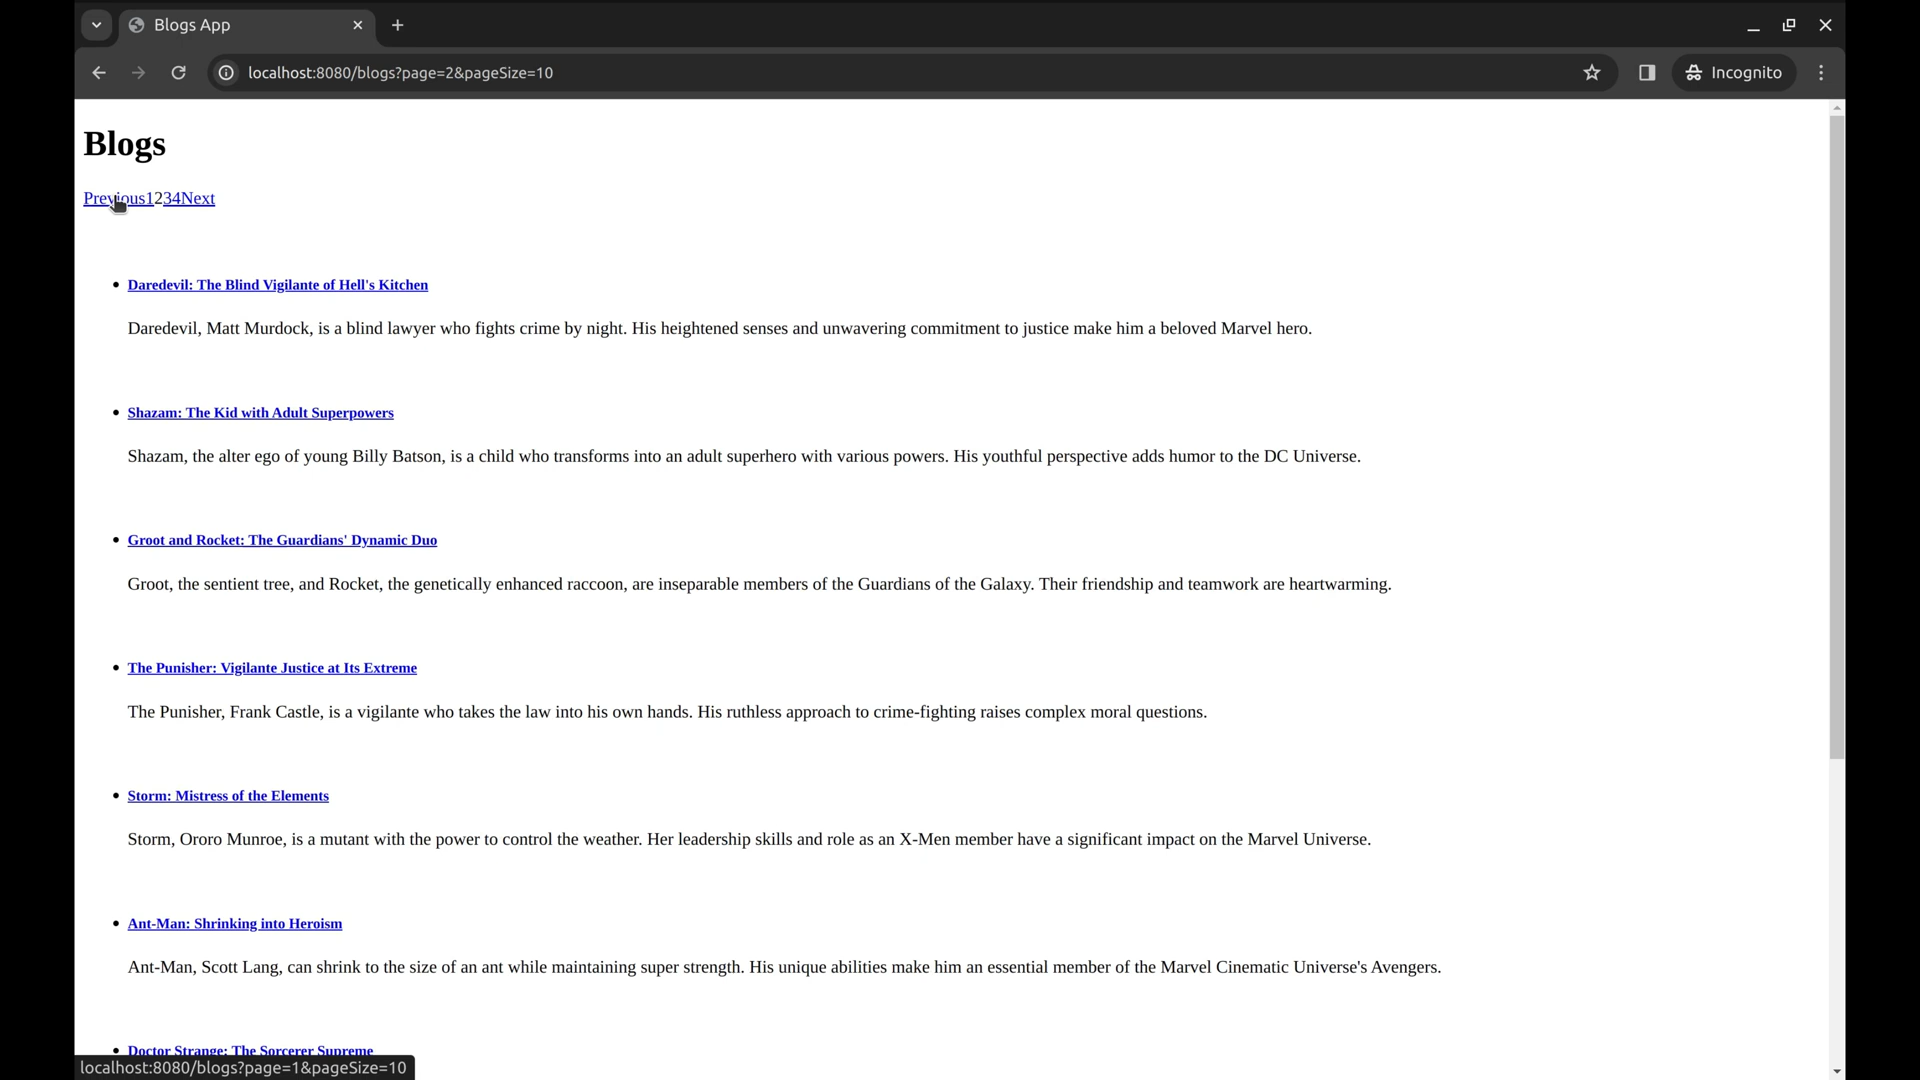 Blogs App
localhost:8080/blogs?page=2&pageSize=10
Incognito
Blogs
Previous1234Next
Daredevil: The Blind Vigilante of Hell's Kitchen
Daredevil, Matt Murdock, is a blind lawyer who fights crime by night. His heightened senses and unwavering commitment to justice make him a beloved Marvel hero.
Shazam: The Kid with Adult Superpowers
Shazam, the alter ego of young Billy Batson, is a child who transforms into an adult superhero with various powers. His youthful perspective adds humor to the DC Universe.
Groot and Rocket: The Guardians' Dynamic Duo
Groot, the sentient tree, and Rocket, the genetically enhanced raccoon, are inseparable members of the Guardians of the Galaxy. Their friendship and teamwork are heartwarming.
The Punisher: Vigilante Justice at Its Extreme
The Punisher, Frank Castle, is a vigilante who takes the law into his own hands. His ruthless approach to crime-fighting raises complex moral questions.
Storm: Mistress of the Elements
Storm, Ororo Munroe, is a mutant with the power to control the weather. Her leadership skills and role as an X-Men member have a significant impact on the Marvel Universe.
Ant-Man: Shrinking into Heroism
Ant-Man, Scott Lang, can shrink to the size of an ant while maintaining super strength. His unique abilities make him an essential member of the Marvel Cinematic Universe's Avengers.
Doctor Strange: The Sorcerer Supreme
localhost:8080/blogs?page=1&pageSize=10